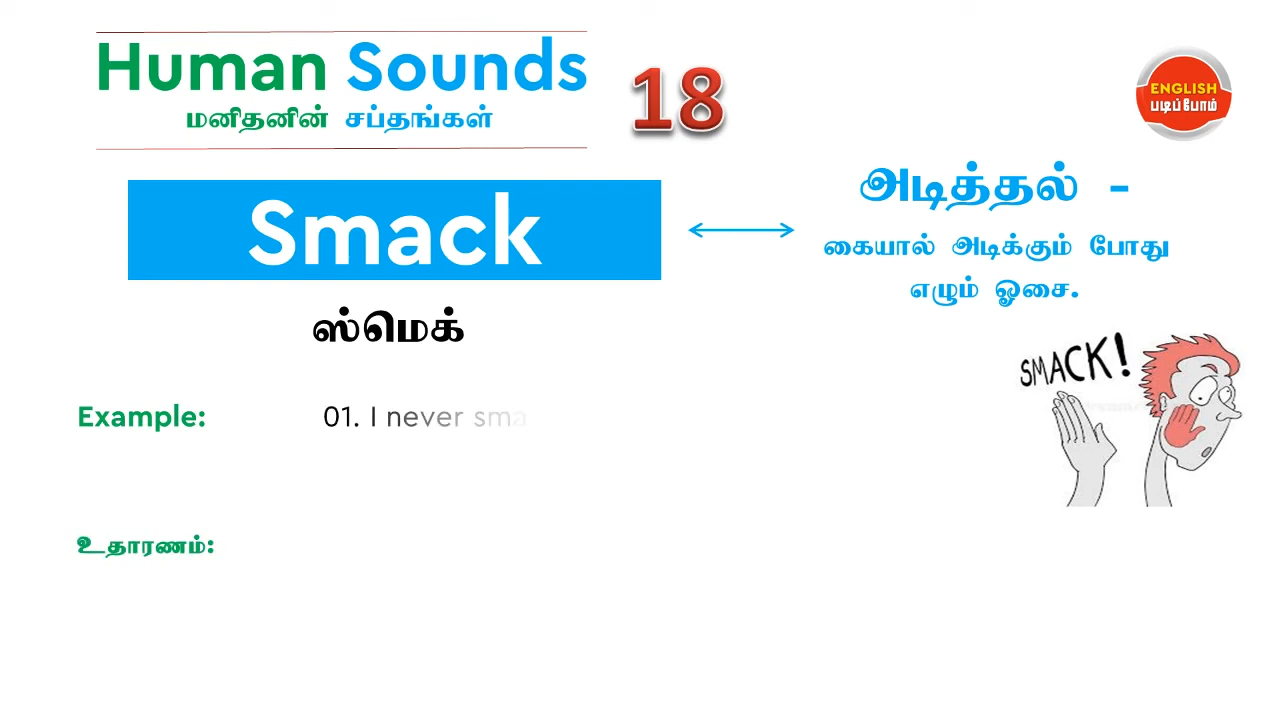 Human Sounds
மனிதனின் சப்தங்கள்
18
ENGLISH
படிப்போம்
Smack
அடித்தல் -
கையால் அடிக்கும் போது
எழும் ஓசை.
ஸ்மெக்
SMACK!
Example: 01. I never sma
உதாரணம்: